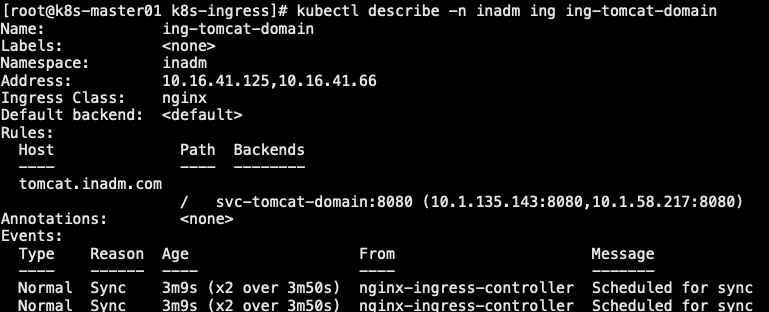 [root@k8s-master01 k8s-ingress]# kubectl describe -n inadm ing ing-tomcat-domain
Name:             ing-tomcat-domain
Labels:           <none>
Namespace:        inadm
Address:          10.16.41.125,10.16.41.66
Ingress Class:    nginx
Default backend:  <default>
Rules:
  Host              Path  Backends
  ----              ----  --------
  tomcat.inadm.com
                    /   svc-tomcat-domain:8080 (10.1.135.143:8080,10.1.58.217:8080)
Annotations:        <none>
Events:
  Type    Reason  Age                    From                      Message
  ----    ------  ----                   ----                      -------
  Normal  Sync    3m9s (x2 over 3m50s)  nginx-ingress-controller  Scheduled for sync
  Normal  Sync    3m9s (x2 over 3m50s)  nginx-ingress-controller  Scheduled for sync